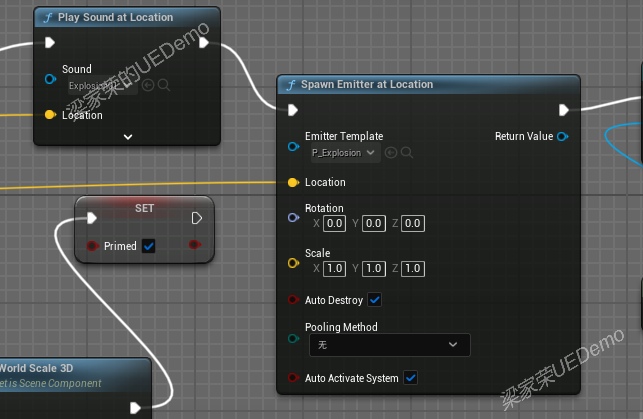 Play Sound at Location
Sound
Location
梁家荣的UEDemo
Spawn Emitter at Location
Emitter Template
Return Value
P_Explosion
Location
Rotation
X 0.0 Y 0.0 Z 0.0
Scale
X 1.0 Y 1.0 Z 1.0
Auto Destroy
Pooling Method
无
Auto Activate System
SET
Primed
World Scale 3D
et is Scene Component
梁家荣UEDemo